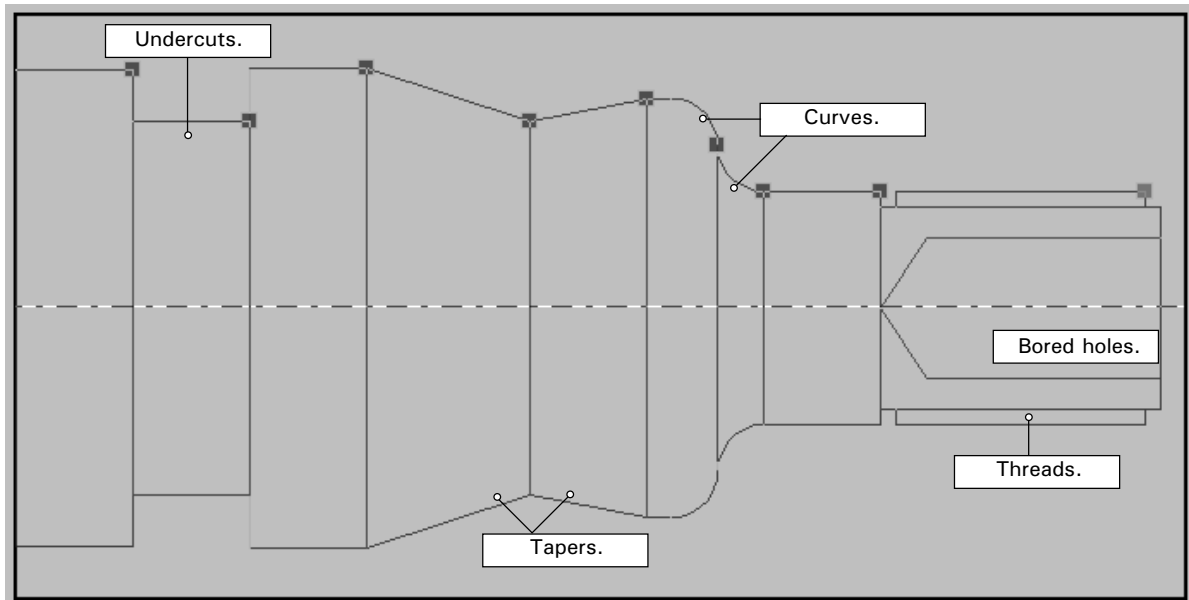 Undercuts.
Curves.
Bored holes.
Threads.
Tapers.